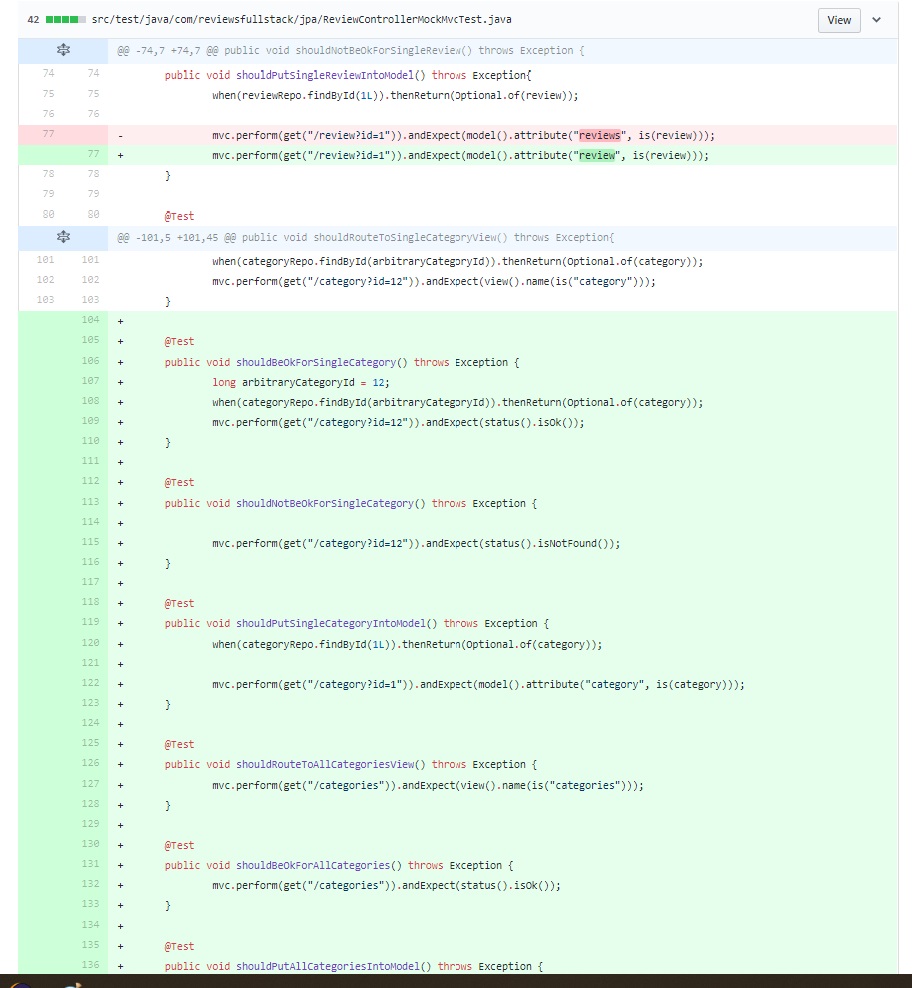 42 src/test/java/com/reviewsfullstack/jpa/ReviewControllerMockMvcTest.java View
@@ -74,7 +74,7 @@ public void shouldNotBeOkForSingleReview() throws Exception {
74 74 public void shouldPutSingleReviewIntoModel() throws Exception{
75 75 when(reviewRepo.findById(1L)).thenReturn(Optional.of(review));
76 76
77 - mvc.perform(get("/review?id=1")).andExpect(model().attribute("reviews", is(review)));
77 + mvc.perform(get("/review?id=1")).andExpect(model().attribute("review", is(review)));
78 78 }
79 79
80 80 @Test
@@ -101,5 +101,45 @@ public void shouldRouteToSingleCategoryView() throws Exception{
101 101 when(categoryRepo.findById(arbitraryCategoryId)).thenReturn(Optional.of(category));
102 102 mvc.perform(get("/category?id=12")).andExpect(view().name(is("category")));
103 103 }
104 +
105 + @Test
106 + public void shouldBeOkForSingleCategory() throws Exception {
107 + long arbitraryCategoryId = 12;
108 + when(categoryRepo.findById(arbitraryCategoryId)).thenReturn(Optional.of(category));
109 + mvc.perform(get("/category?id=12")).andExpect(status().isOk());
110 + }
111 +
112 + @Test
113 + public void shouldNotBeOkForSingleCategory() throws Exception {
114 +
115 + mvc.perform(get("/category?id=12")).andExpect(status().isNotFound());
116 + }
117 +
118 + @Test
119 + public void shouldPutSingleCategoryIntoModel() throws Exception {
120 + when(categoryRepo.findById(1L)).thenReturn(Optional.of(category));
121 +
122 + mvc.perform(get("/category?id=1")).andExpect(model().attribute("category", is(category)));
123 + }
124 +
125 + @Test
126 + public void shouldRouteToAllCategoriesView() throws Exception {
127 + mvc.perform(get("/categories")).andExpect(view().name(is("categories")));
128 + }
129 +
130 + @Test
131 + public void shouldBeOkForAllCategories() throws Exception {
132 + mvc.perform(get("/categories")).andExpect(status().isOk());
133 + }
134 +
135 + @Test
136 + public void shouldPutAllCategoriesIntoModel() throws Exception {